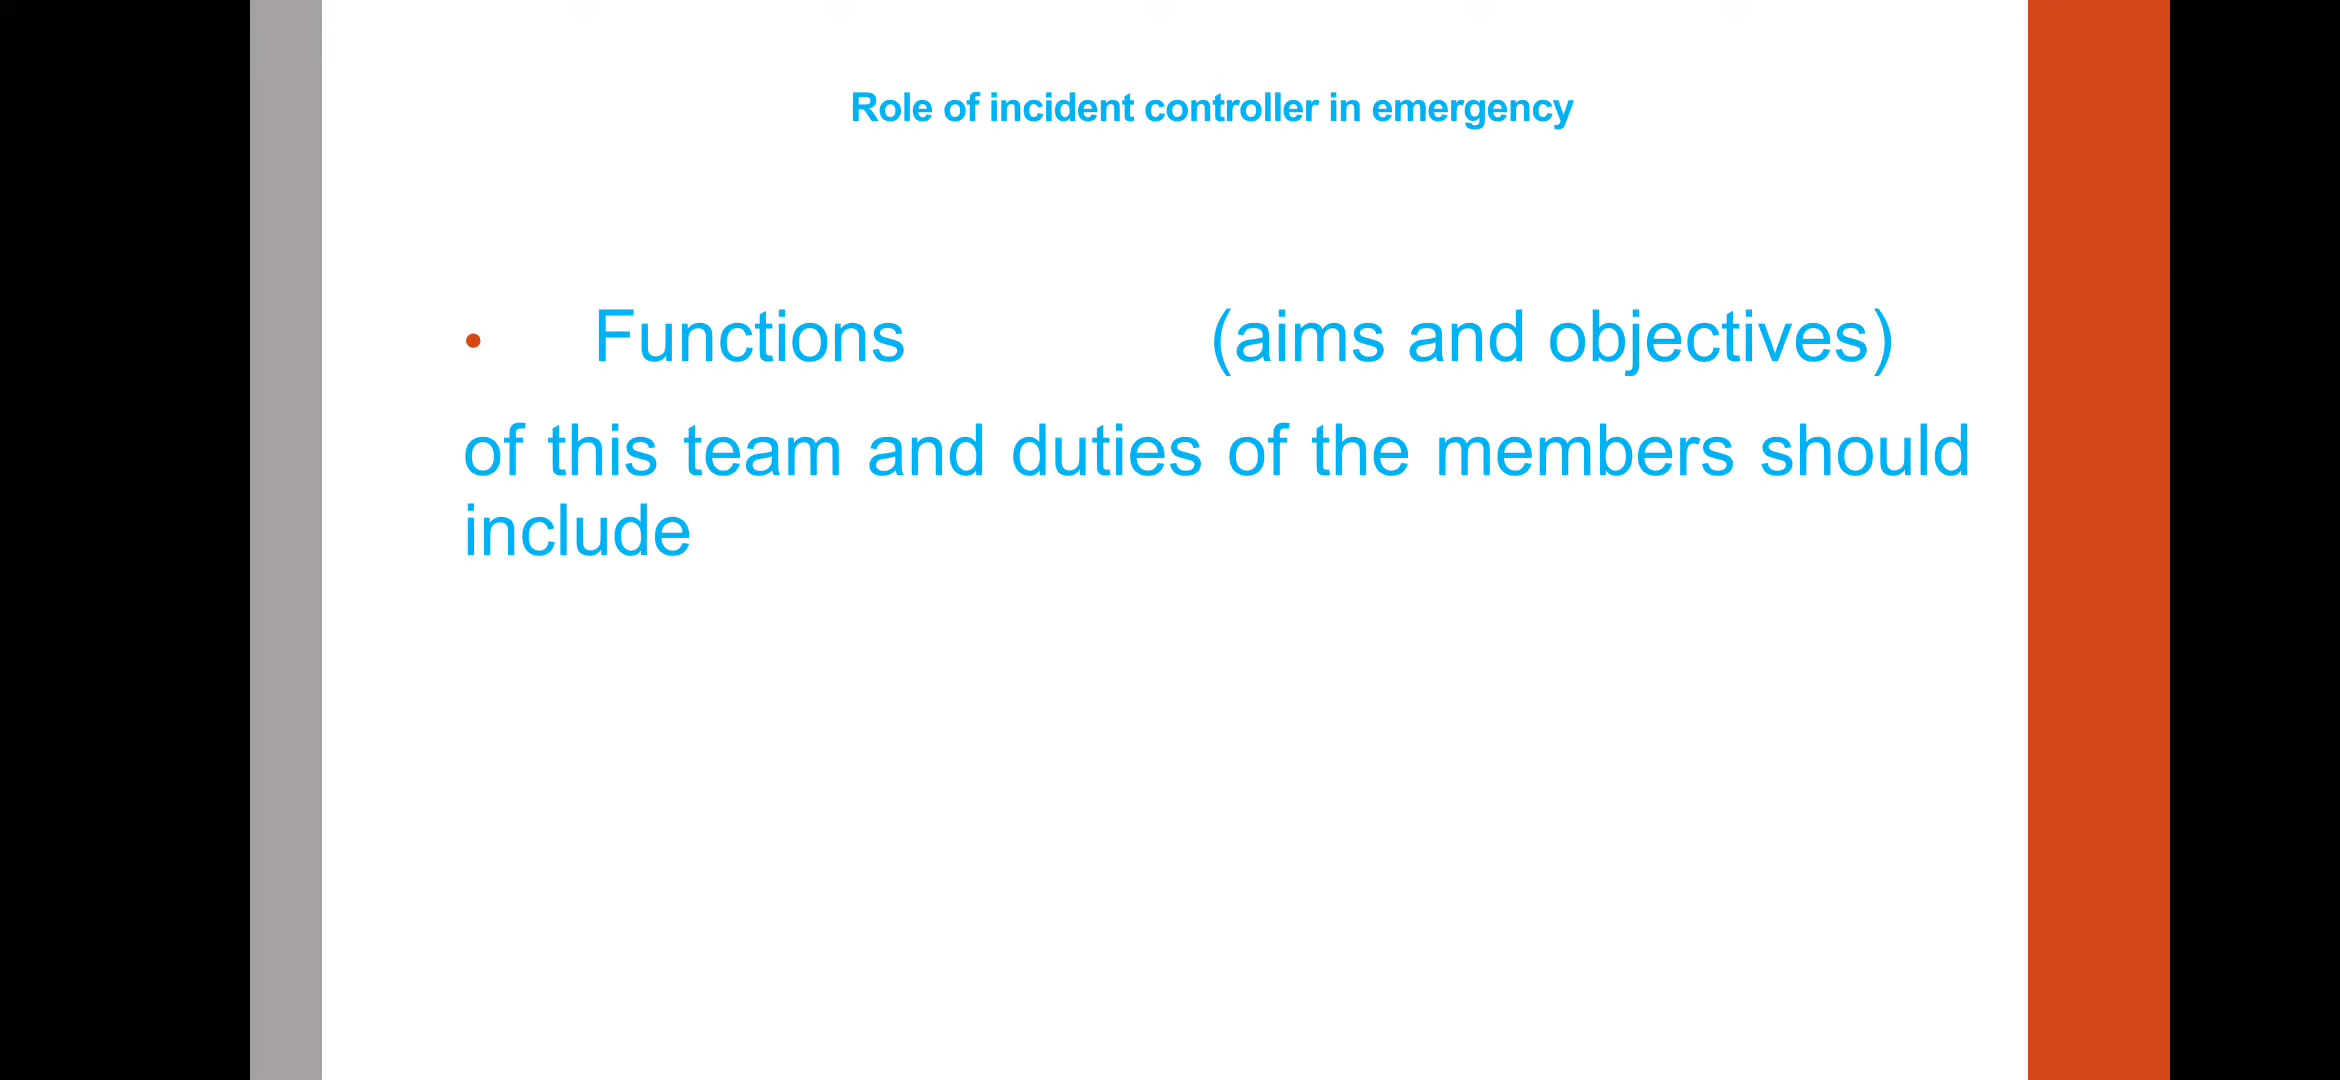 Role of incident controller in emergency
• Functions (aims and objectives)
of this team and duties of the members should
include